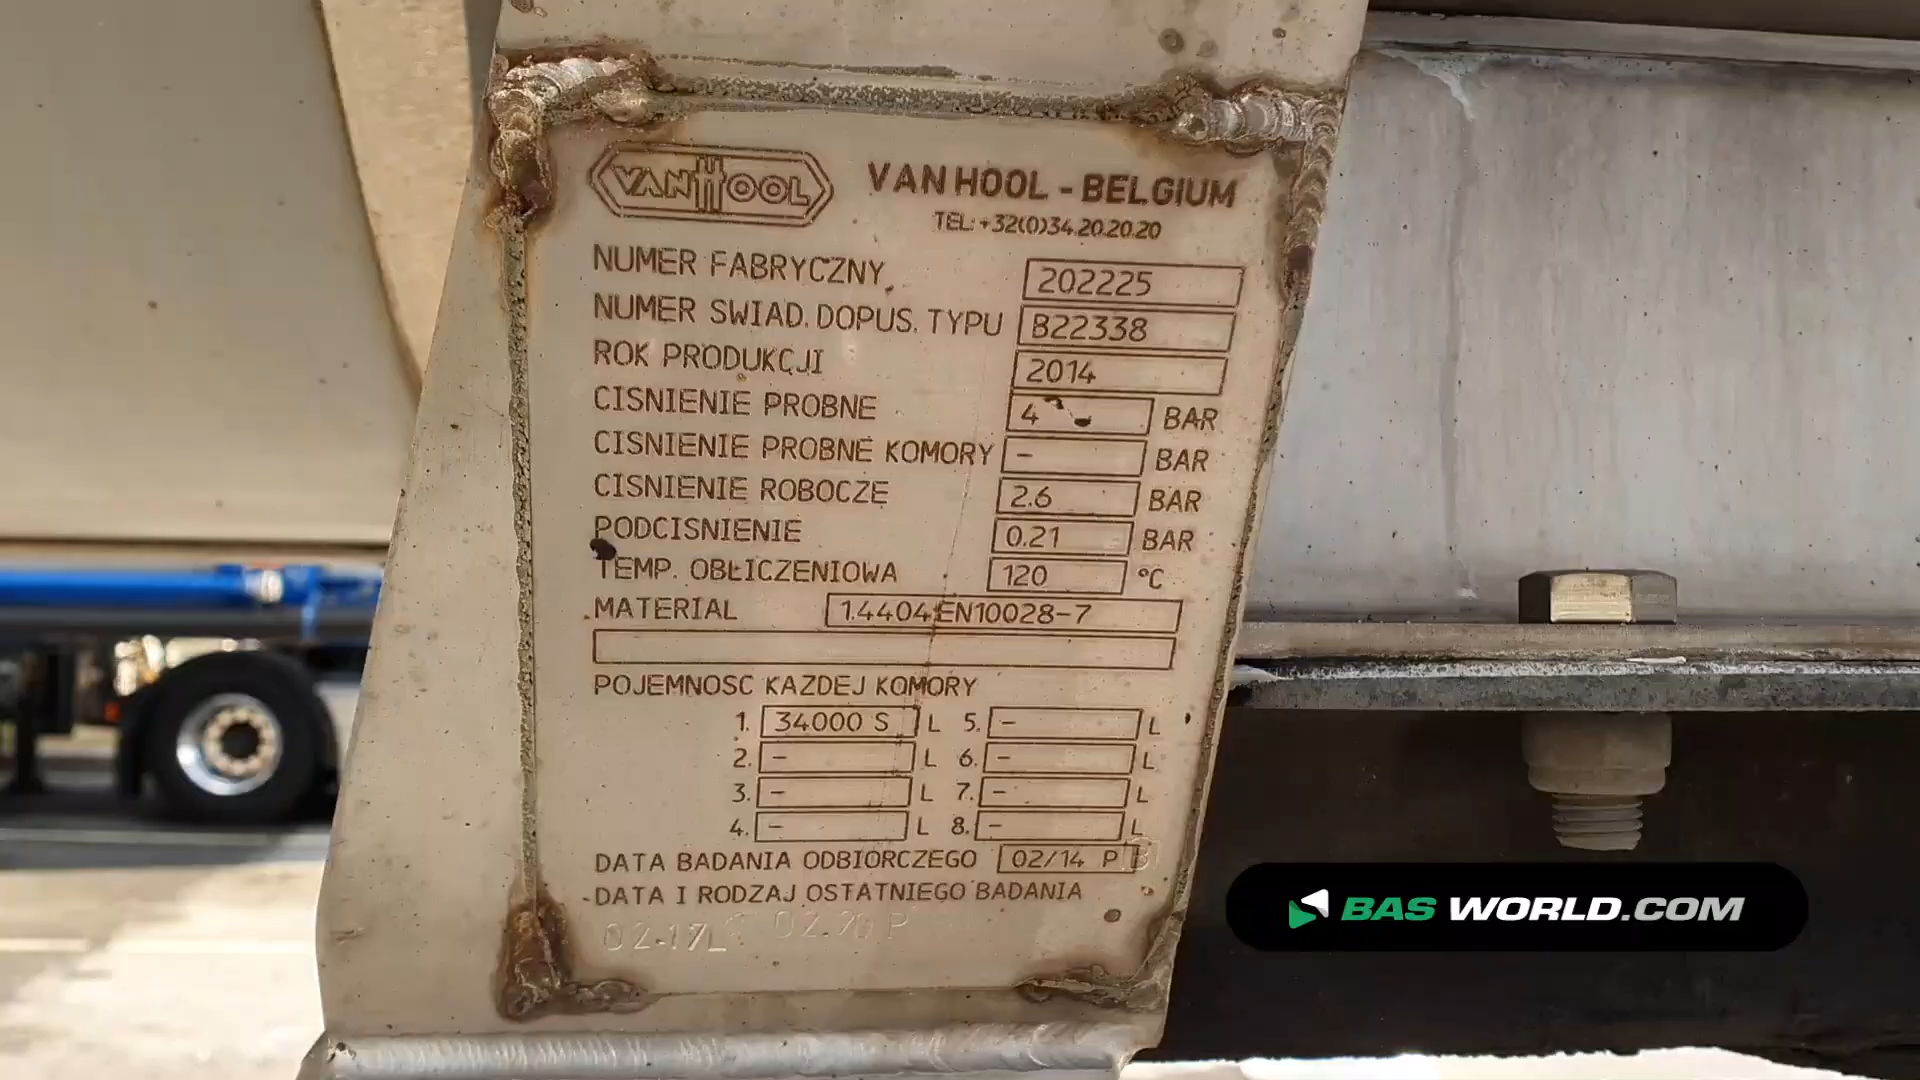 VAN HOOL VAN HOOL - BELGIUM
TEL: +32(0)34.20.20.20
NUMER FABRYCZNY 202225
NUMER SWIAD. DOPUS. TYPU B22338
ROK PRODUKCJI 2014
CISNIENIE PROBNE 4 BAR
CISNIENIE PROBNE KOMORY - BAR
CISNIENIE ROBOCZE 2.6 BAR
PODCISNIENIE 0.21 BAR
TEMP. OBLICZENIOWA 120 °C
MATERIAL 1.4404 EN10028-7
POJEMNOSC KAZDEJ KOMORY
1. 34000 S L 5. - L
2. - L 6. - L
3. - L 7. - L
4. - L 8. - L
DATA BADANIA ODBIORCZEGO 02/14 P
DATA I RODZAJ OSTATNIEGO BADANIA
02.17L
BAS WORLD.COM